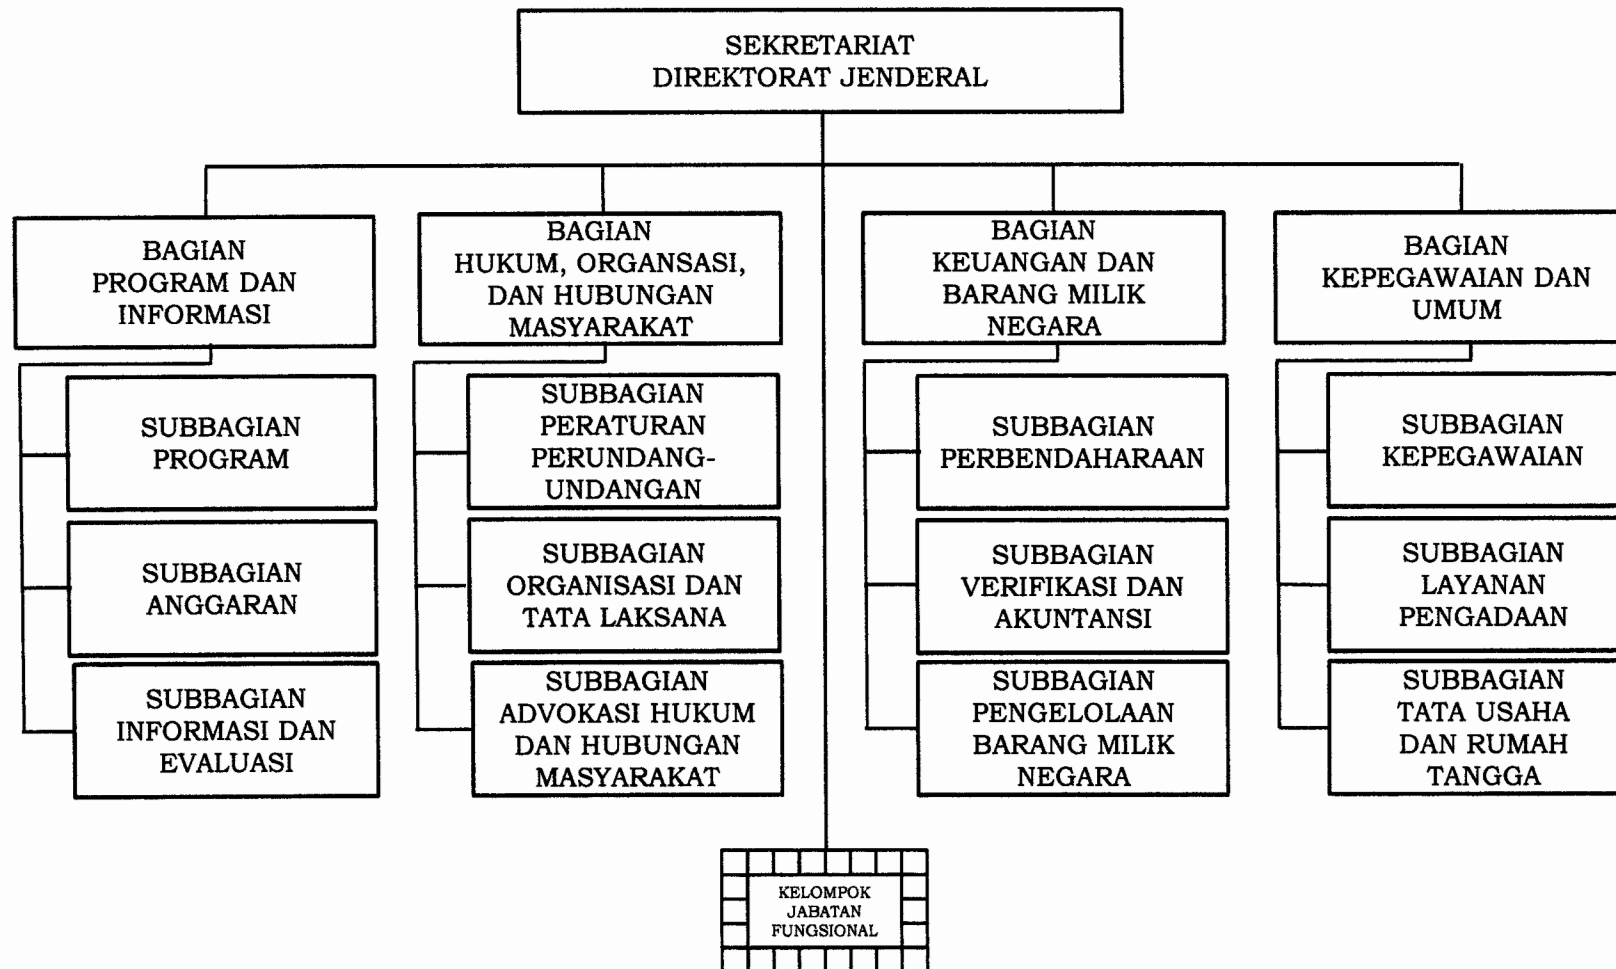 SEKRETARIAT
DIREKTORAT JENDERAL
BAGIAN
PROGRAM DAN
INFORMASI
BAGIAN
HUKUM, ORGANSASI,
DAN HUBUNGAN
MASYARAKAT
BAGIAN
KEUANGAN DAN
BARANG MILIK
NEGARA
BAGIAN
KEPEGAWAIAN DAN
UMUM
SUBBAGIAN
PROGRAM
SUBBAGIAN
PERATURAN
PERUNDANG-
UNDANGAN
SUBBAGIAN
PERBENDAHARAAN
SUBBAGIAN
KEPEGAWAIAN
SUBBAGIAN
ANGGARAN
SUBBAGIAN
ORGANISASI DAN
TATA LAKSANA
SUBBAGIAN
VERIFIKASI DAN
AKUNTANSI
SUBBAGIAN
LAYANAN
PENGADAAN
SUBBAGIAN
INFORMASI DAN
EVALUASI
SUBBAGIAN
ADVOKASI HUKUM
DAN HUBUNGAN
MASYARAKAT
SUBBAGIAN
PENGELOLAAN
BARANG MILIK
NEGARA
SUBBAGIAN
TATA USAHA
DAN RUMAH
TANGGA
KELOMPOK
JABATAN
FUNGSIONAL